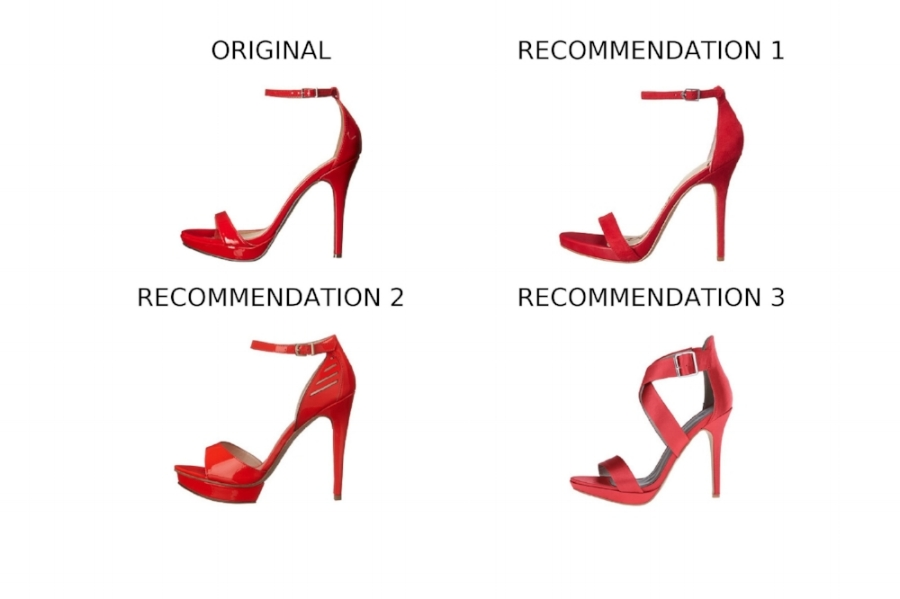 ORIGINAL
RECOMMENDATION 1
RECOMMENDATION 2
RECOMMENDATION 3